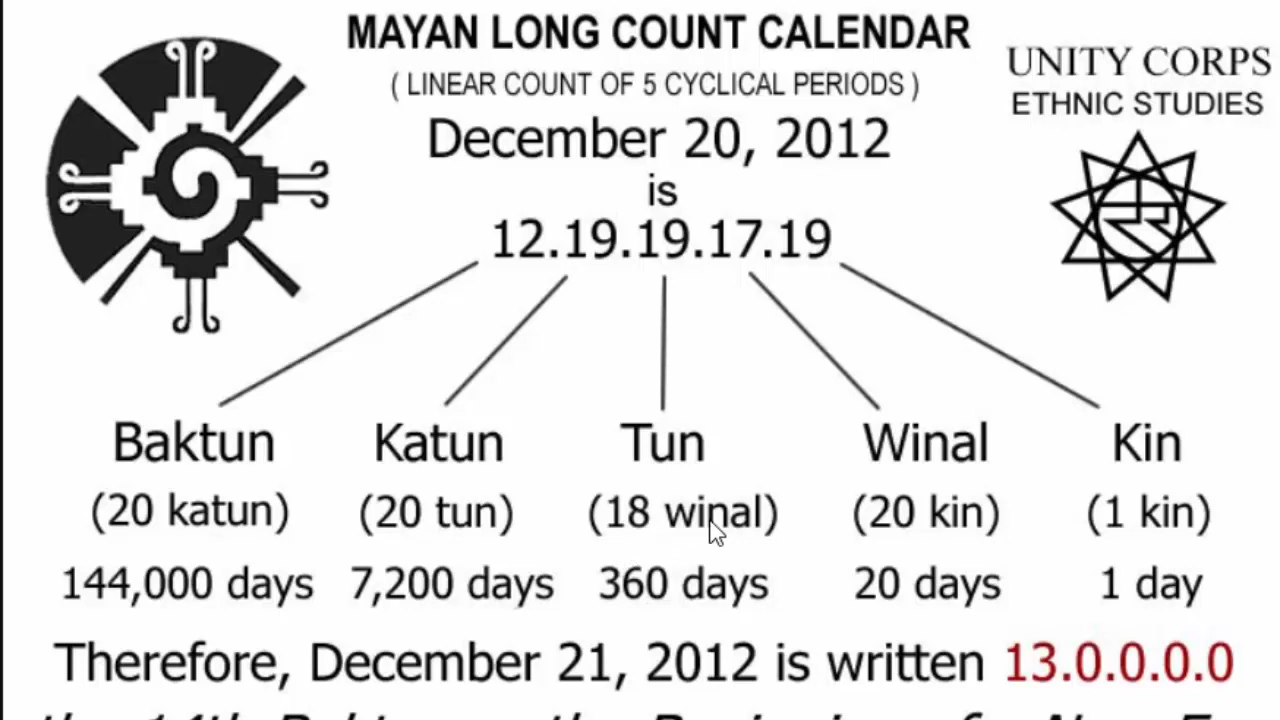 MAYAN LONG COUNT CALENDAR
( LINEAR COUNT OF 5 CYCLICAL PERIODS )
UNITY CORPS
ETHNIC STUDIES
December 20, 2012
is
12.19.19.17.19
Baktun Katun Tun Winal Kin
(20 katun) (20 tun) (18 winal) (20 kin) (1 kin)
144,000 days 7,200 days 360 days 20 days 1 day
Therefore, December 21, 2012 is written 13.0.0.0.0